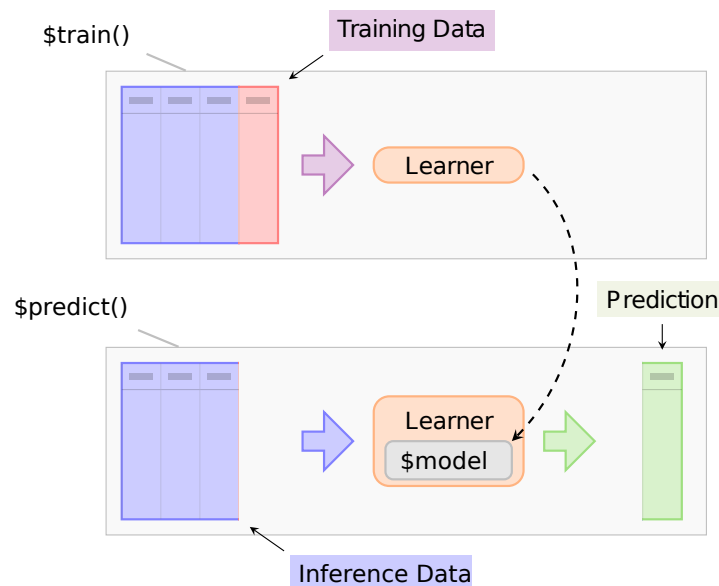 $train()
Training Data
Learner
$predict()
Prediction
Learner
$model
Inference Data